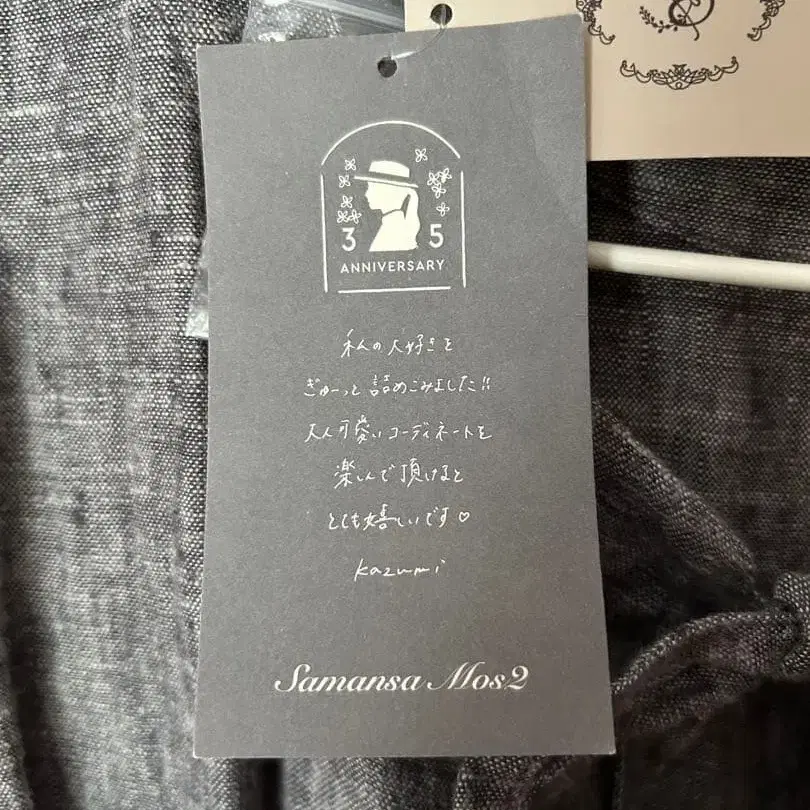 35
ANNIVERSARY
私の大好きを
ぎゅーっと詰めこみました!!
大人可愛いコーディネートを
楽しんで頂けると
とても嬉しいです♡
kazumi
Samansa Mos2